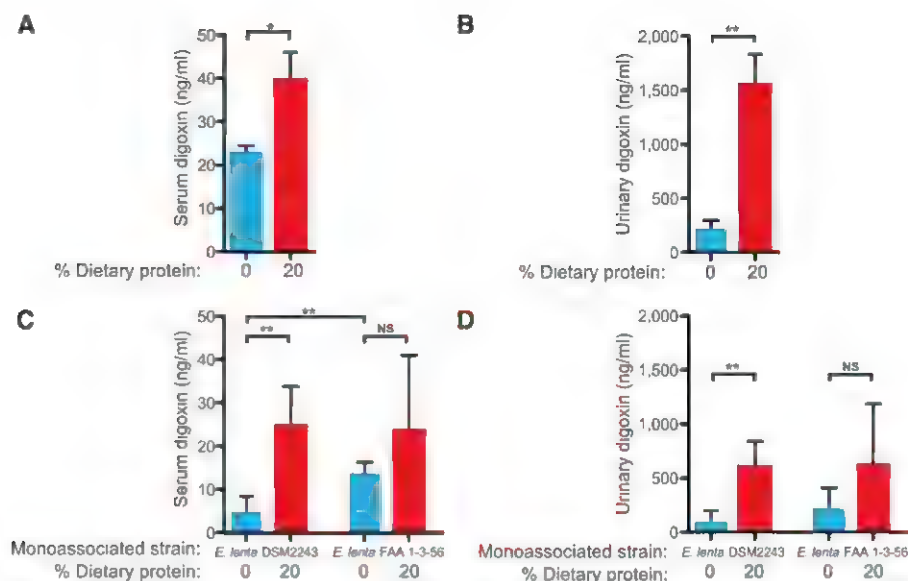 A
Serum digoxin (ng/ml)
50
40
30
20
10
0
*
% Dietary protein:
0 20
B
Urinary digoxin (ng/ml)
2,000
1,500
1,000
500
0
**
% Dietary protein:
0 20
C
Serum digoxin (ng/ml)
50
40
30
20
10
0
**
**
NS
Monoassociated strain:
E. lenta DSM2243 E. lenta FAA 1-3-56
% Dietary protein:
0 20 0 20
D
Urinary digoxin (ng/ml)
2,000
1,500
1,000
500
0
**
NS
Monoassociated strain:
E. lenta DSM2243 E. lenta FAA 1-3-56
% Dietary protein:
0 20 0 20